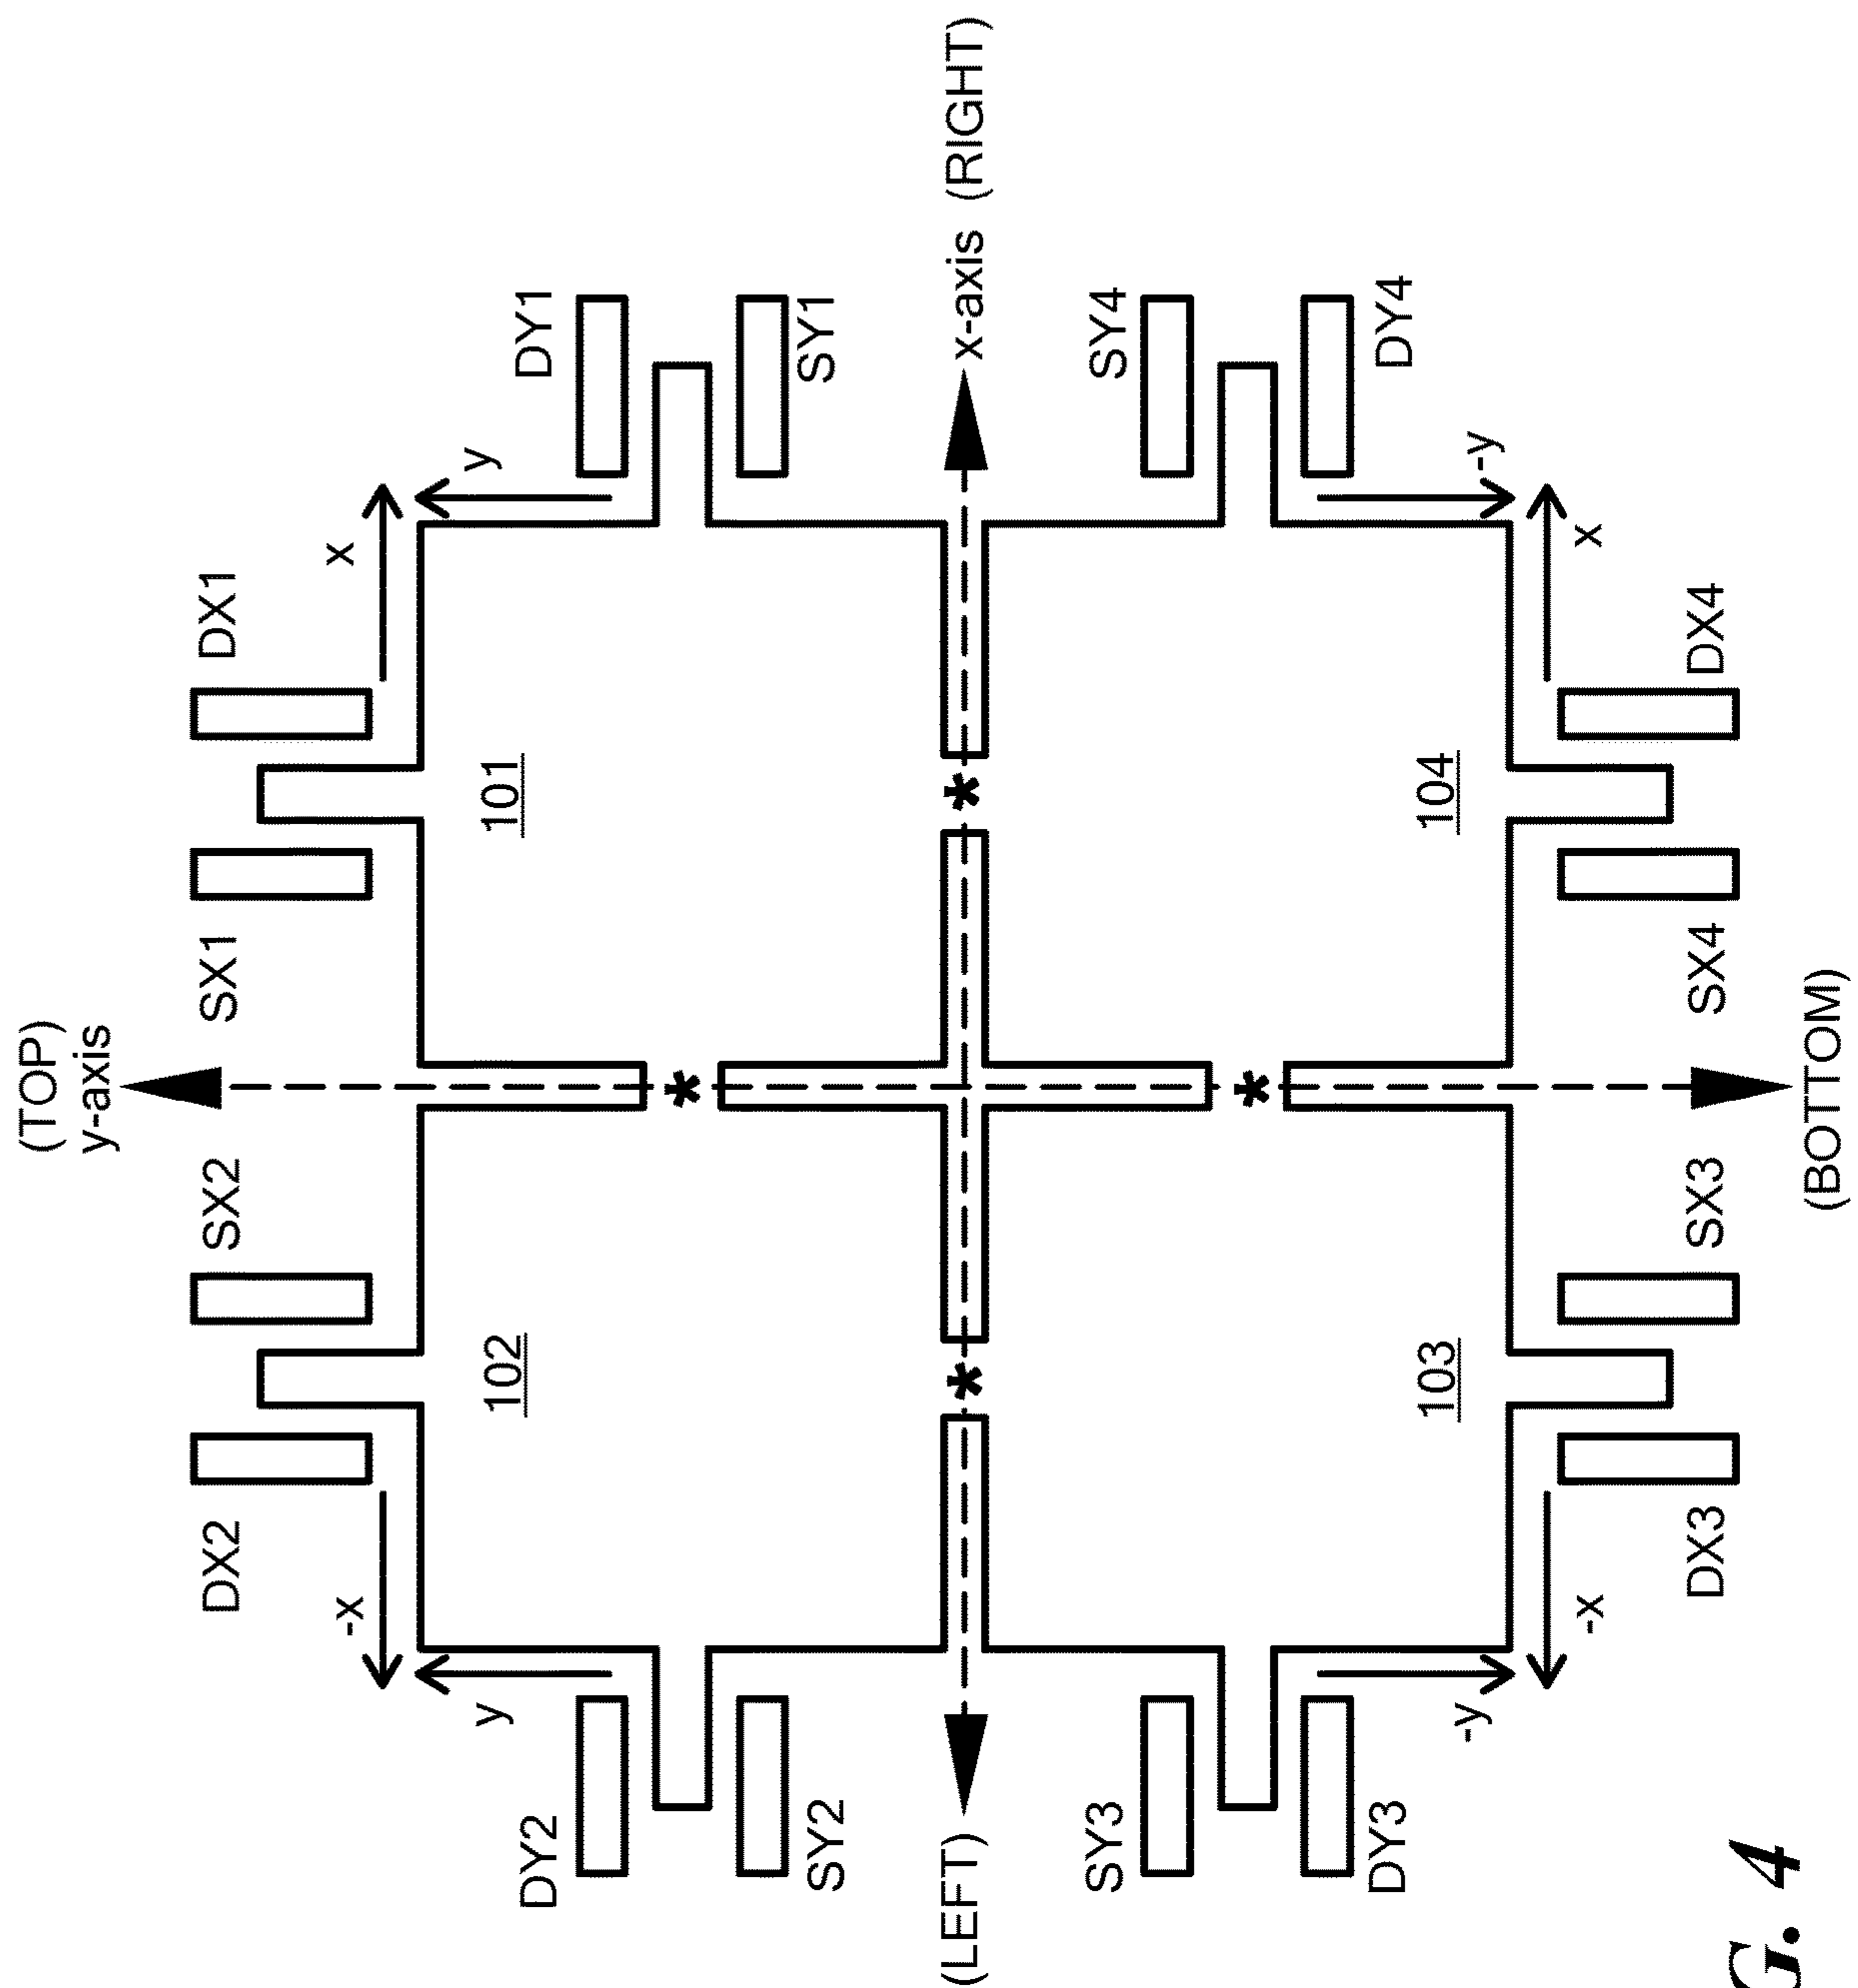 (TOP)
y-axis
DX2
SX2
SX1
DX1
-x
x
y
102
101
y
DY2
DY1
*
SY2
SY1
(LEFT)
*
*
x-axis (RIGHT)
SY3
SY4
*
DY3
DY4
-y
103
104
-y
-x
x
DX3
SX3
SX4
DX4
(BOTTOM)
G. 4